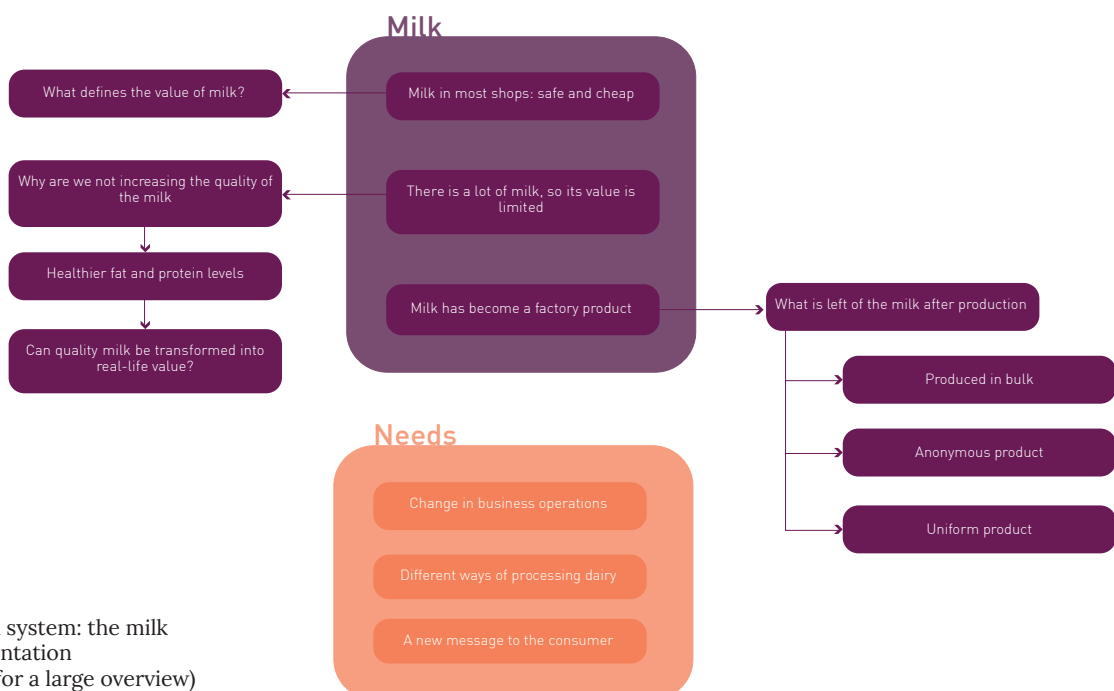 Milk
What defines the value of milk?
Milk in most shops: safe and cheap
Why are we not increasing the quality of
the milk
There is a lot of milk, so its value is
limited
Healthier fat and protein levels
Can quality milk be transformed into
real-life value?
Milk has become a factory product
What is left of the milk after production
Produced in bulk
Anonymous product
Uniform product
Needs
Change in business operations
Different ways of processing dairy
A new message to the consumer
system: the milk
ntation
for a large overview)